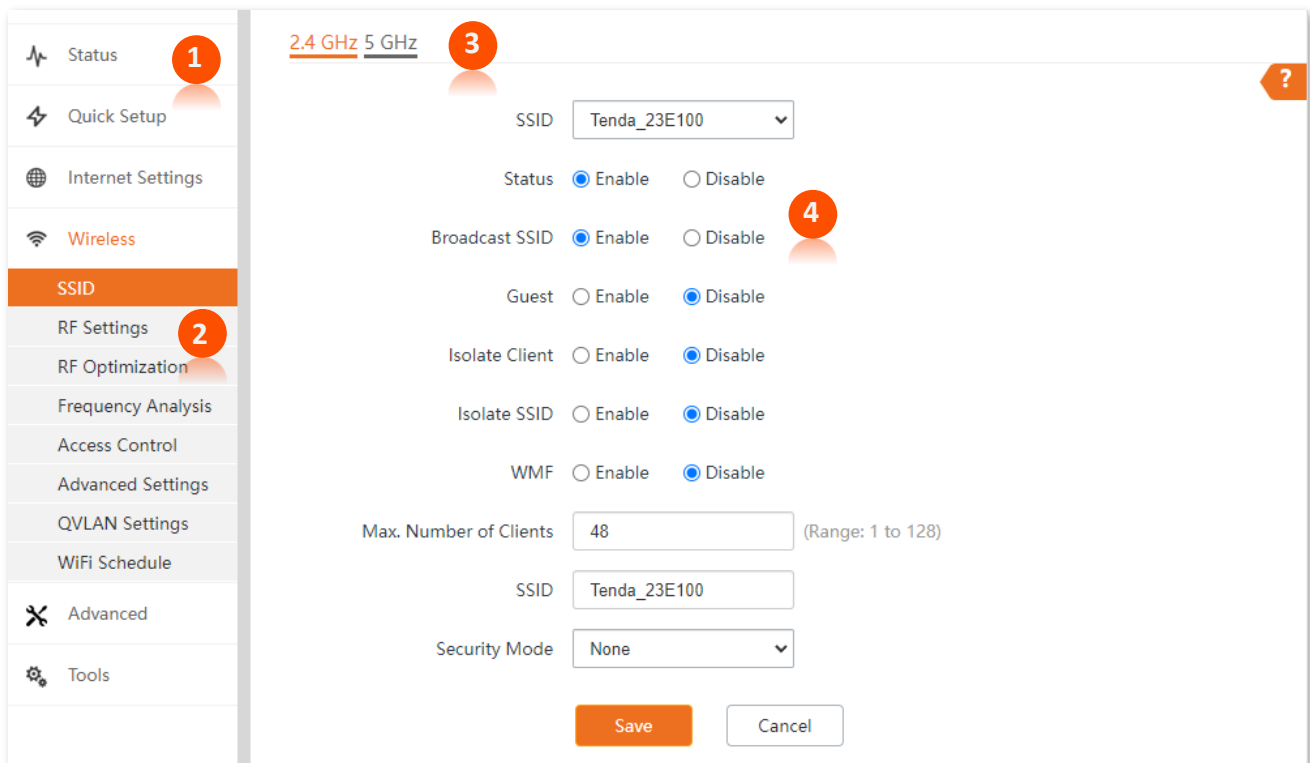 Status
1
Quick Setup
Internet Settings
Wireless
SSID
RF Settings
2
RF Optimization
Frequency Analysis
Access Control
Advanced Settings
QVLAN Settings
WiFi Schedule
Advanced
Tools
2.4 GHz 5 GHz
3
?
SSID Tenda_23E100
Status Enable Disable
4
Broadcast SSID Enable Disable
Guest Enable Disable
Isolate Client Enable Disable
Isolate SSID Enable Disable
WMF Enable Disable
Max. Number of Clients 48 (Range: 1 to 128)
SSID Tenda_23E100
Security Mode None
Save Cancel